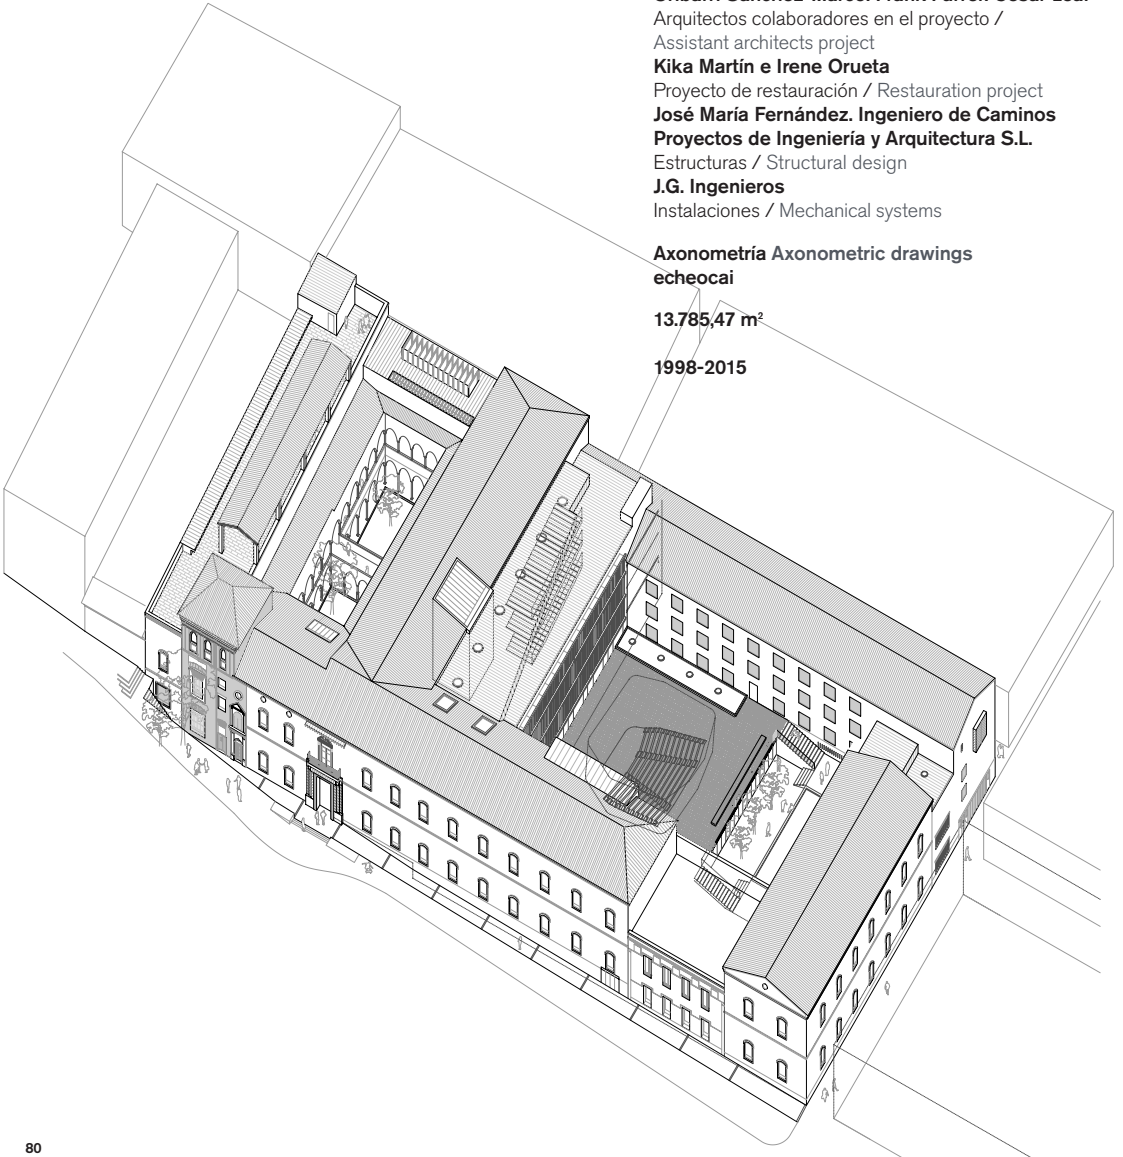 Arquitectos colaboradores en el proyecto /
Assistant architects project
Kika Martín e Irene Orueta
Proyecto de restauración / Restauration project
José María Fernández. Ingeniero de Caminos
Proyectos de Ingeniería y Arquitectura S.L.
Estructuras / Structural design
J.G. Ingenieros
Instalaciones / Mechanical systems
Axonometría Axonometric drawings
echeocai
13.785,47 m²
1998-2015
80